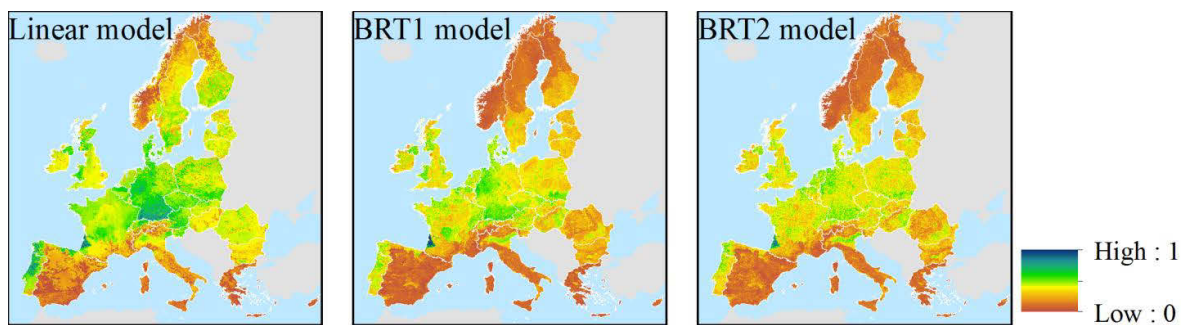 Linear model
BRT1 model
BRT2 model
High : 1
Low : 0